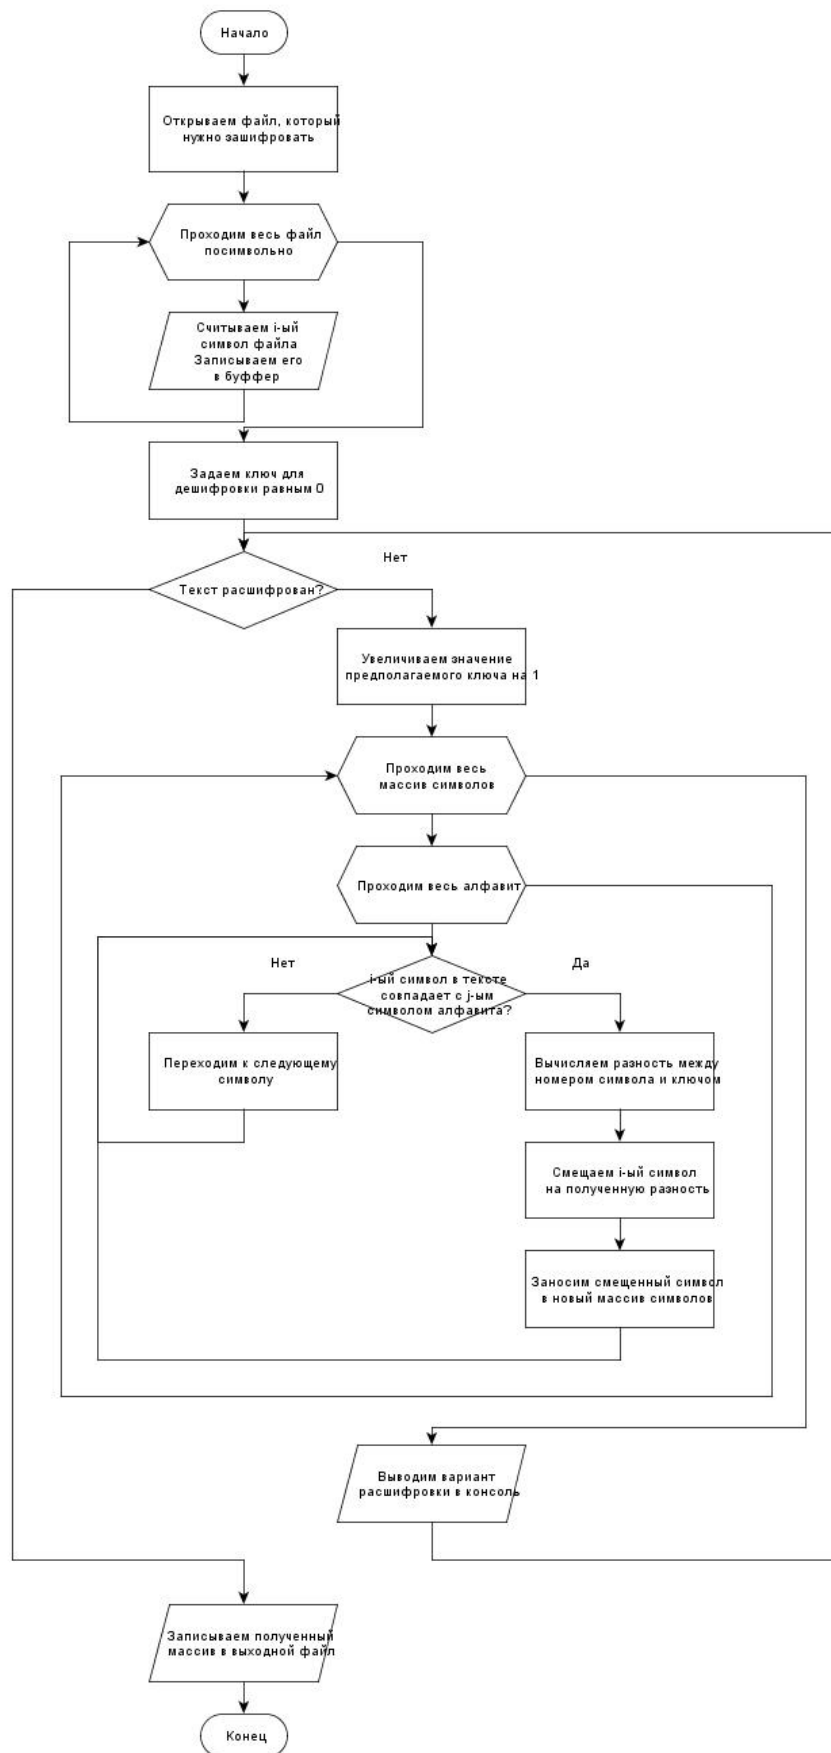 Начало
Открываем файл, который
нужно зашифровать
Проходим весь файл
посимвольно
Считываем i-ый
символ файла
Записываем его
в буффер
Задаем ключ для
дешифровки равным 0
Нет
Текст расшифрован?
Увеличиваем значение
предполагаемого ключа на 1
Проходим весь
массив символов
Проходим весь алфавит
Нет
i-ый символ в тексте
совпадает с j-ым
символом алфавита?
Да
Переходим к следующему
символу
Вычисляем разность между
номером символа и ключом
Смещаем i-ый символ
на полученную разность
Заносим смещенный символ
в новый массив символов
Выводим вариант
расшифровки в консоль
Записываем полученный
массив в выходной файл
Конец